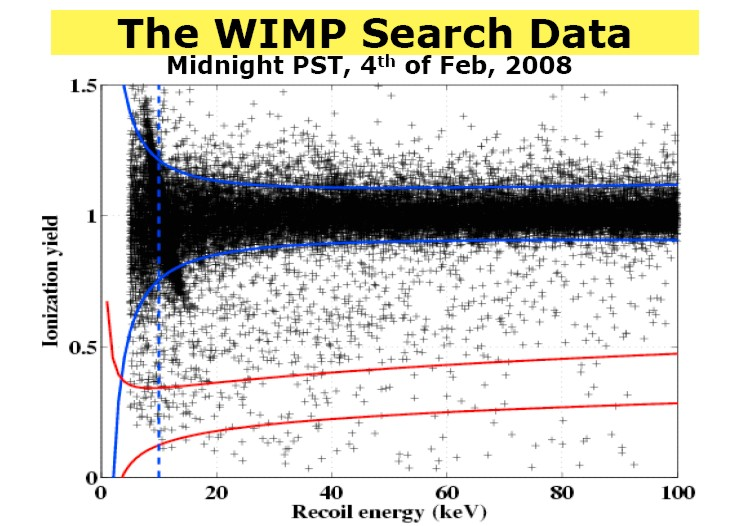 The WIMP Search Data
Midnight PST, 4th of Feb, 2008
1.5
1
0.5
0
Ionization yield
0 20 40 60 80 100
Recoil energy (keV)